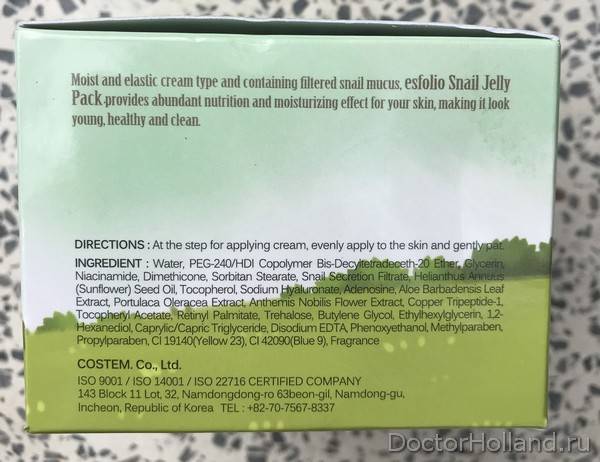 Moist and elastic cream type and containing filtered snail mucus, esfolio Snail Jelly
Pack provides abundant nutrition and moisturizing effect for your skin, making it look
young, healthy and clean.
DIRECTIONS : At the step for applying cream, evenly apply to the skin and gently pat.
INGREDIENT : Water, PEG-240/HDI Copolymer Bis-Decyltetradeceth-20 Ether, Glycerin,
Niacinamide, Dimethicone, Sorbitan Stearate, Snail Secretion Filtrate, Helianthus Annuus
(Sunflower) Seed Oil, Tocopherol, Sodium Hyaluronate, Adenosine, Aloe Barbadensis Leaf
Extract, Portulaca Oleracea Extract, Anthemis Nobilis Flower Extract, Copper Tripeptide-1,
Tocopheryl Acetate, Retinyl Palmitate, Trehalose, Butylene Glycol, Ethylhexylglycerin, 1,2-
Hexanediol, Caprylic/Capric Triglyceride, Disodium EDTA, Phenoxyethanol, Methylparaben,
Propylparaben, CI 19140(Yellow 23), CI 42090(Blue 9), Fragrance
COSTEM. Co., Ltd.
ISO 9001 / ISO 14001 / ISO 22716 CERTIFIED COMPANY
143 Block 11 Lot, 32, Namdongdong-ro 63beon-gil, Namdong-gu,
Incheon, Republic of Korea TEL : +82-70-7567-8337
DoctorHolland.ru